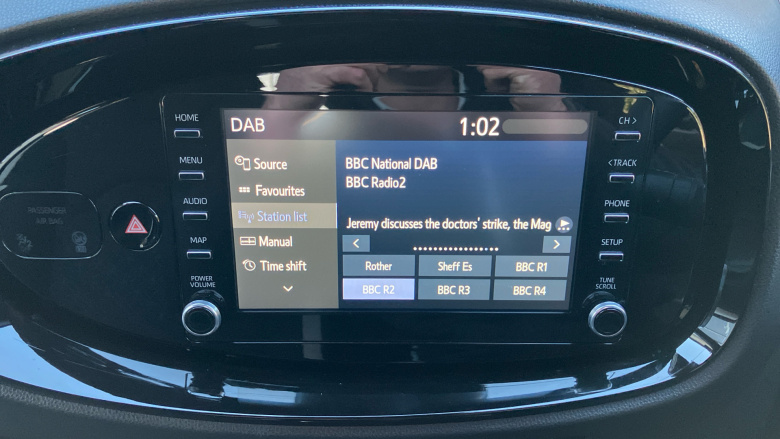 HOME
MENU
AUDIO
MAP
POWER
VOLUME
PASSENGER
AIR BAG
DAB
1:02
Source
Favourites
Station list
Manual
Time shift
BBC National DAB
BBC Radio2
Jeremy discusses the doctors' strike, the Mag
<
>
Rother
Sheff Es
BBC R1
BBC R2
BBC R3
BBC R4
CH >
< TRACK
PHONE
SETUP
TUNE
SCROLL